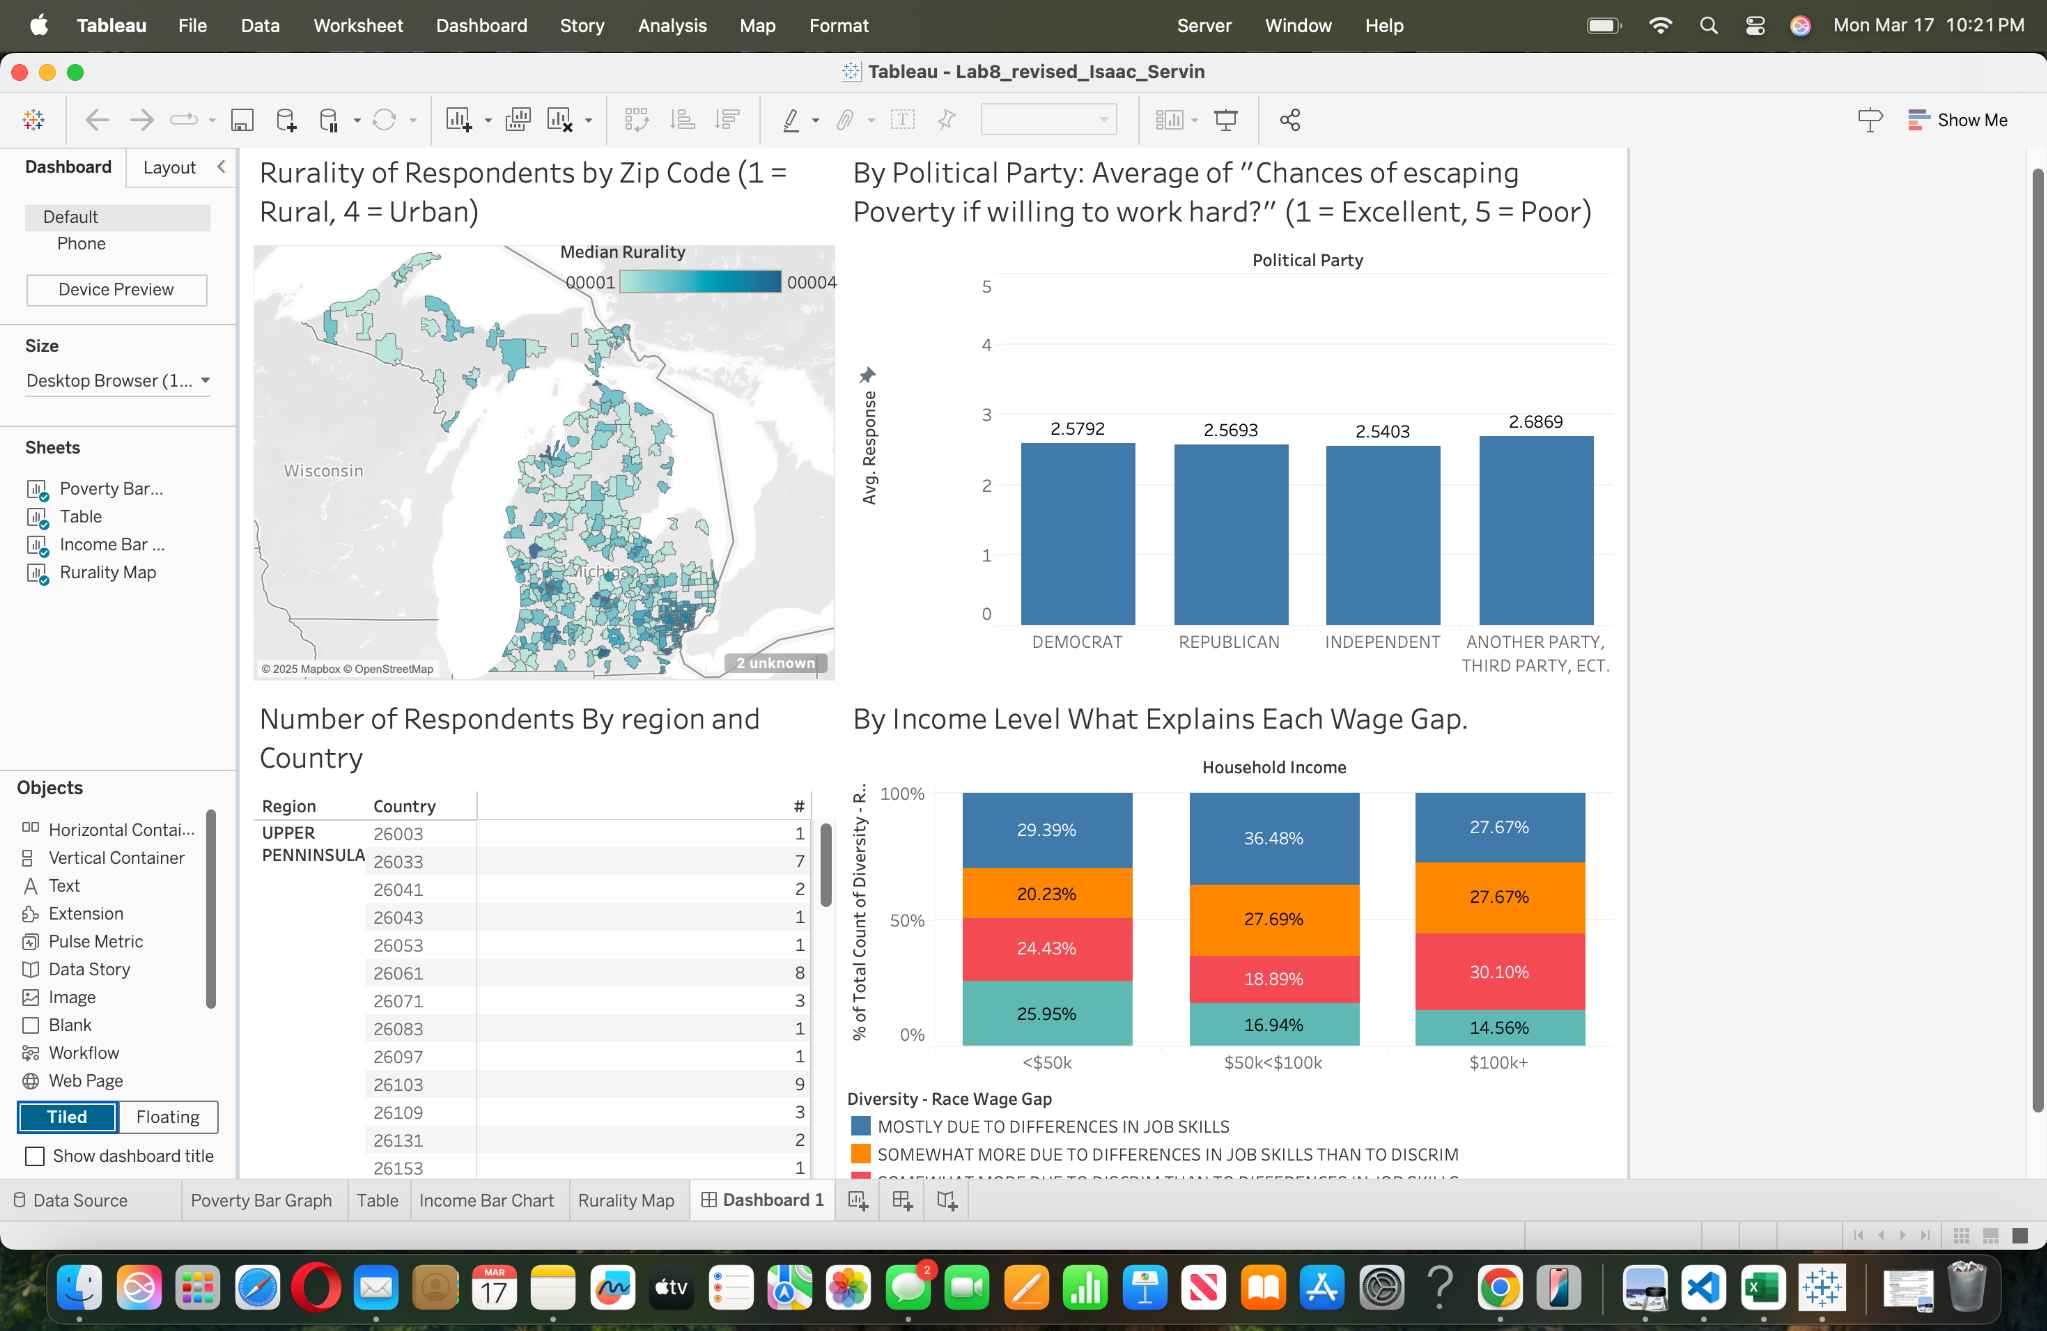 Tableau File Data Worksheet Dashboard Story Analysis Map Format Server Window Help Mon Mar 17 10:21 PM
Tableau - Lab8_revised_Isaac_Servin
Show Me
Dashboard Layout
Default
Phone
Device Preview
Size
Desktop Browser (1...
Sheets
Poverty Bar...
Table
Income Bar ...
Rurality Map
Objects
Horizontal Contai...
Vertical Container
Text
Extension
Pulse Metric
Data Story
Image
Blank
Workflow
Web Page
Tiled Floating
Show dashboard title
Rurality of Respondents by Zip Code (1 =
Rural, 4 = Urban)
Median Rurality
00001 00004
Wisconsin
© 2025 Mapbox © OpenStreetMap
2 unknown
By Political Party: Average of "Chances of escaping
Poverty if willing to work hard?" (1 = Excellent, 5 = Poor)
Political Party
Avg. Response
5
4
3
2
1
0
2.5792 2.5693 2.5403 2.6869
DEMOCRAT REPUBLICAN INDEPENDENT ANOTHER PARTY,
THIRD PARTY, ECT.
Number of Respondents By region and
Country
Region Country #
UPPER 26003 1
PENNINSULA 26033 7
26041 2
26043 1
26053 1
26061 8
26071 3
26083 1
26097 1
26103 9
26109 3
26131 2
26153 1
By Income Level What Explains Each Wage Gap.
Household Income
% of Total Count of Diversity - R..
100%
50%
0%
29.39% 36.48% 27.67%
20.23% 27.69% 27.67%
24.43% 18.89% 30.10%
25.95% 16.94% 14.56%
<$50k $50k<$100k $100k+
Diversity - Race Wage Gap
MOSTLY DUE TO DIFFERENCES IN JOB SKILLS
SOMEWHAT MORE DUE TO DIFFERENCES IN JOB SKILLS THAN TO DISCRIM
Data Source Poverty Bar Graph Table Income Bar Chart Rurality Map Dashboard 1
MAR
17
tv
2